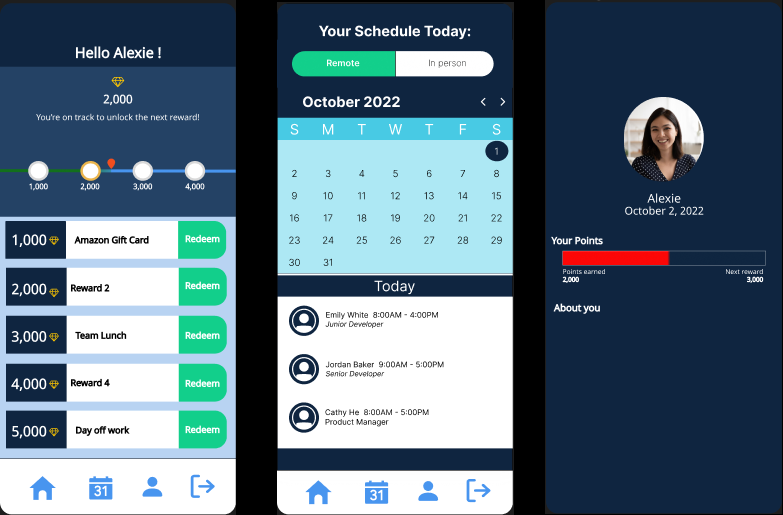 Hello Alexie !
2,000
You're on track to unlock the next reward!
1,000 2,000 3,000 4,000
1,000 Amazon Gift Card Redeem
2,000 Reward 2 Redeem
3,000 Team Lunch Redeem
4,000 Reward 4 Redeem
5,000 Day off work Redeem
31
Your Schedule Today:
Remote In person
October 2022
S M T W T F S
1
2 3 4 5 6 7 8
9 10 11 12 13 14 15
16 17 18 19 20 21 22
23 24 25 26 27 28 29
30 31
Today
Emily White 8:00AM - 4:00PM
Junior Developer
Jordan Baker 9:00AM - 5:00PM
Senior Developer
Cathy He 8:00AM - 5:00PM
Product Manager
31
Alexie
October 2, 2022
Your Points
Points earned Next reward
2,000 3,000
About you